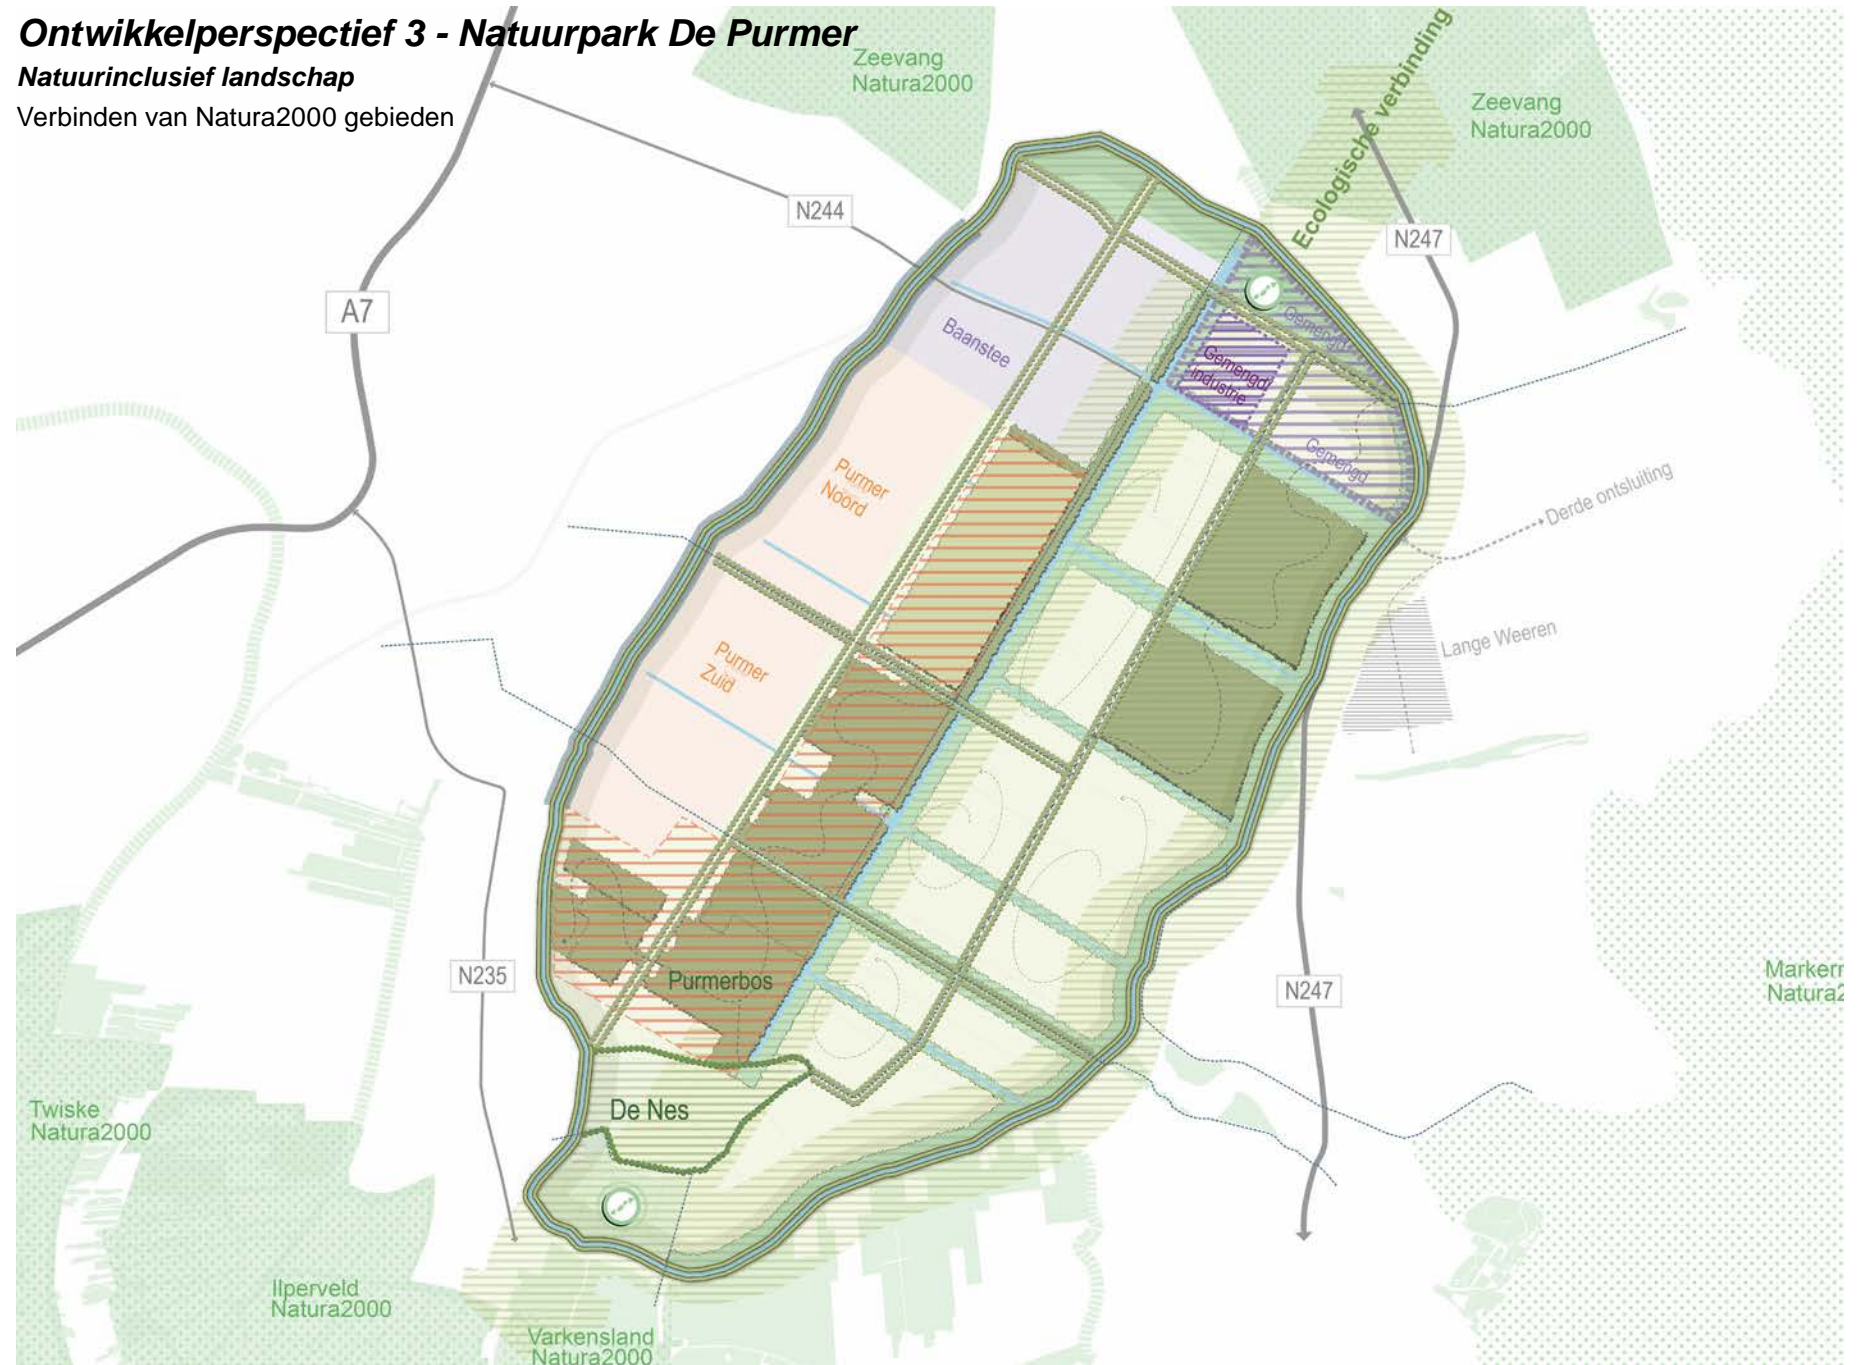 Ontwikkelperspectief 3 - Natuurpark De Purmer
Natuurinclusief landschap
Verbinden van Natura2000 gebieden
Zeevang
Natura2000
Zeevang
Natura2000
Ecologische verbinding
N244
N247
A7
Baanstee
Gemengd
Gemengd/
industrie
Gemengd
Purmer
Noord
Derde ontsluiting
Lange Weeren
Purmer
Zuid
N235
Purmerbos
N247
Markerm
Natura2
De Nes
Twiske
Natura2000
Ilperveld
Natura2000
Varkensland
Natura2000